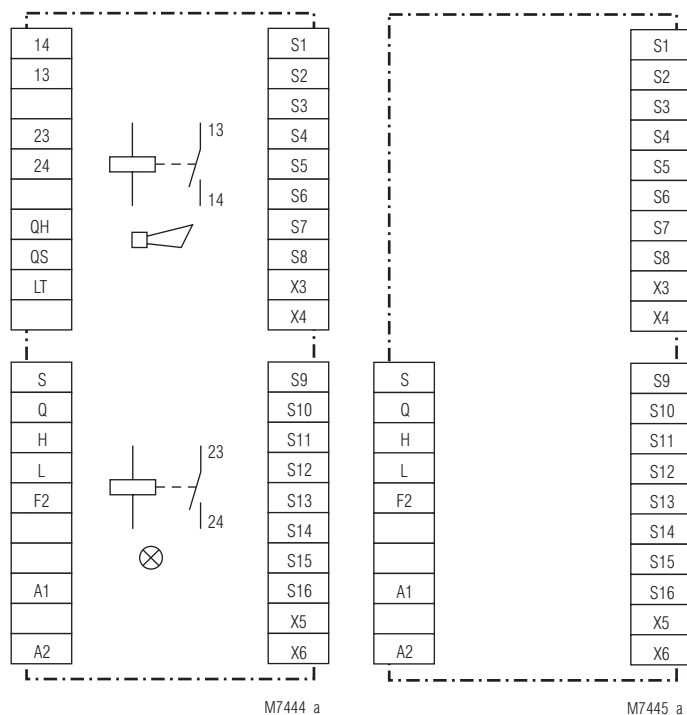 14
13
23
24
QH
QS
LT
13
14
S1
S2
S3
S4
S5
S6
S7
S8
X3
X4
S
Q
H
L
F2
A1
A2
23
24
S9
S10
S11
S12
S13
S14
S15
S16
X5
X6
M7444 a
S1
S2
S3
S4
S5
S6
S7
S8
X3
X4
S
Q
H
L
F2
A1
A2
S9
S10
S11
S12
S13
S14
S15
S16
X5
X6
M7445 a